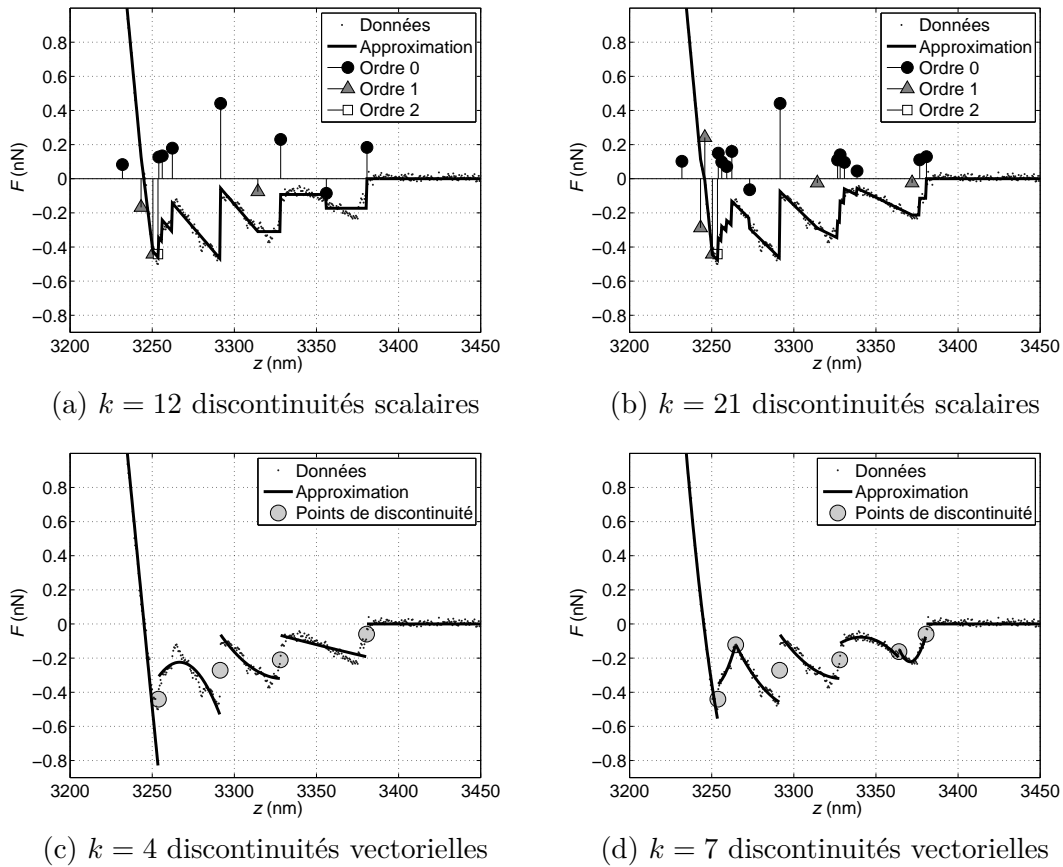 Données
Approximation
Ordre 0
Ordre 1
Ordre 2
0.8
0.6
0.4
0.2
0
−0.2
−0.4
−0.6
−0.8
F (nN)
3200 3250 3300 3350 3400 3450
z (nm)
(a) k = 12 discontinuités scalaires
Données
Approximation
Ordre 0
Ordre 1
Ordre 2
0.8
0.6
0.4
0.2
0
−0.2
−0.4
−0.6
−0.8
F (nN)
3200 3250 3300 3350 3400 3450
z (nm)
(b) k = 21 discontinuités scalaires
Données
Approximation
Points de discontinuité
0.8
0.6
0.4
0.2
0
−0.2
−0.4
−0.6
−0.8
F (nN)
3200 3250 3300 3350 3400 3450
z (nm)
(c) k = 4 discontinuités vectorielles
Données
Approximation
Points de discontinuité
0.8
0.6
0.4
0.2
0
−0.2
−0.4
−0.6
−0.8
F (nN)
3200 3250 3300 3350 3400 3450
z (nm)
(d) k = 7 discontinuités vectorielles